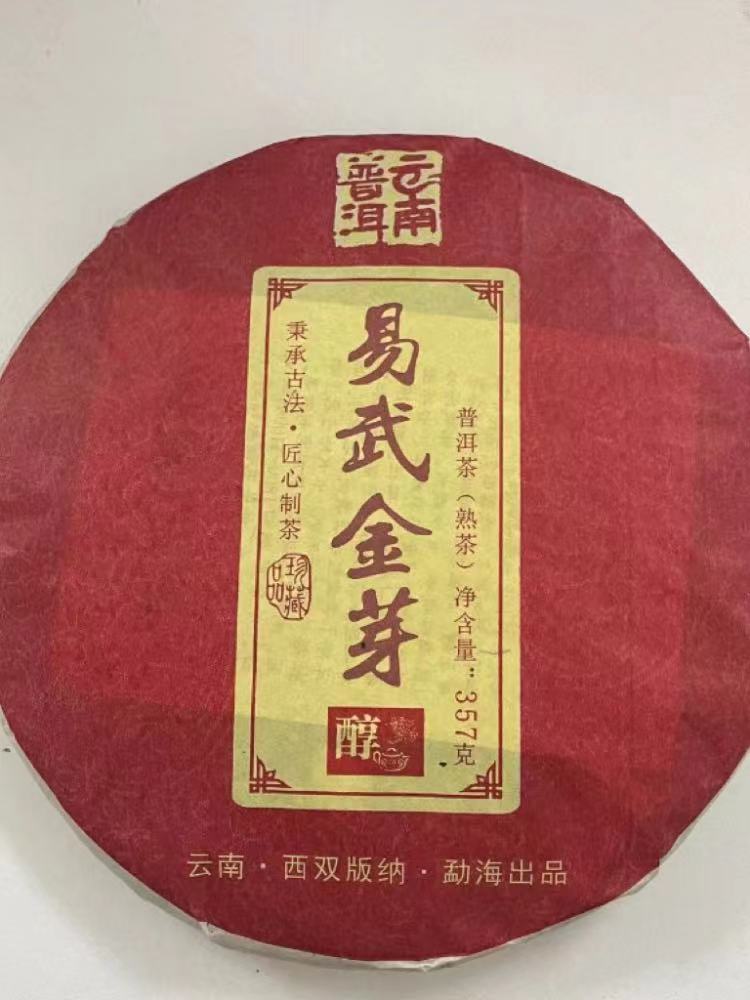 云南
普洱
普洱茶（熟茶）净含量：357克
易武金芽
醇
秉承古法·匠心制茶
珍藏品
云南·西双版纳·勐海出品